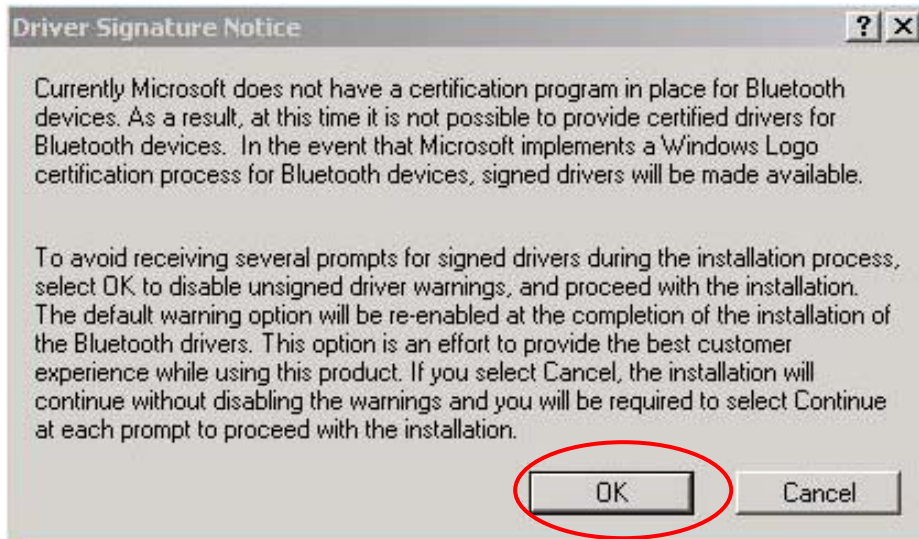 Driver Signature Notice
Currently Microsoft does not have a certification program in place for Bluetooth
devices. As a result, at this time it is not possible to provide certified drivers for
Bluetooth devices.  In the event that Microsoft implements a Windows Logo
certification process for Bluetooth devices, signed drivers will be made available.
To avoid receiving several prompts for signed drivers during the installation process,
select OK to disable unsigned driver warnings, and proceed with the installation.
The default warning option will be re-enabled at the completion of the installation of
the Bluetooth drivers. This option is an effort to provide the best customer
experience while using this product. If you select Cancel, the installation will
continue without disabling the warnings and you will be required to select Continue
at each prompt to proceed with the installation.
OK Cancel